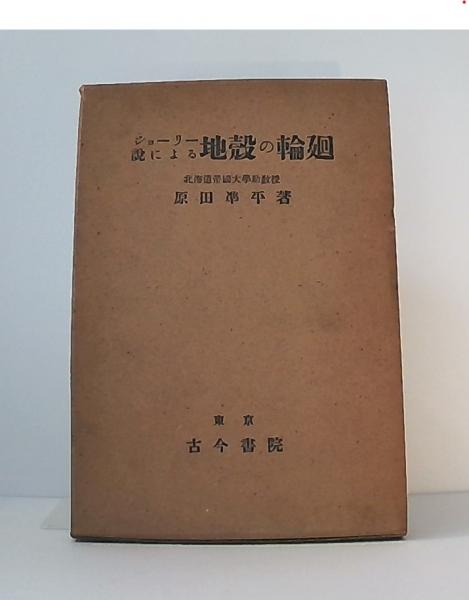 ジョーリー
説による地殻の輪廻
北海道帝國大學助教授
原田準平著
東京
古今書院